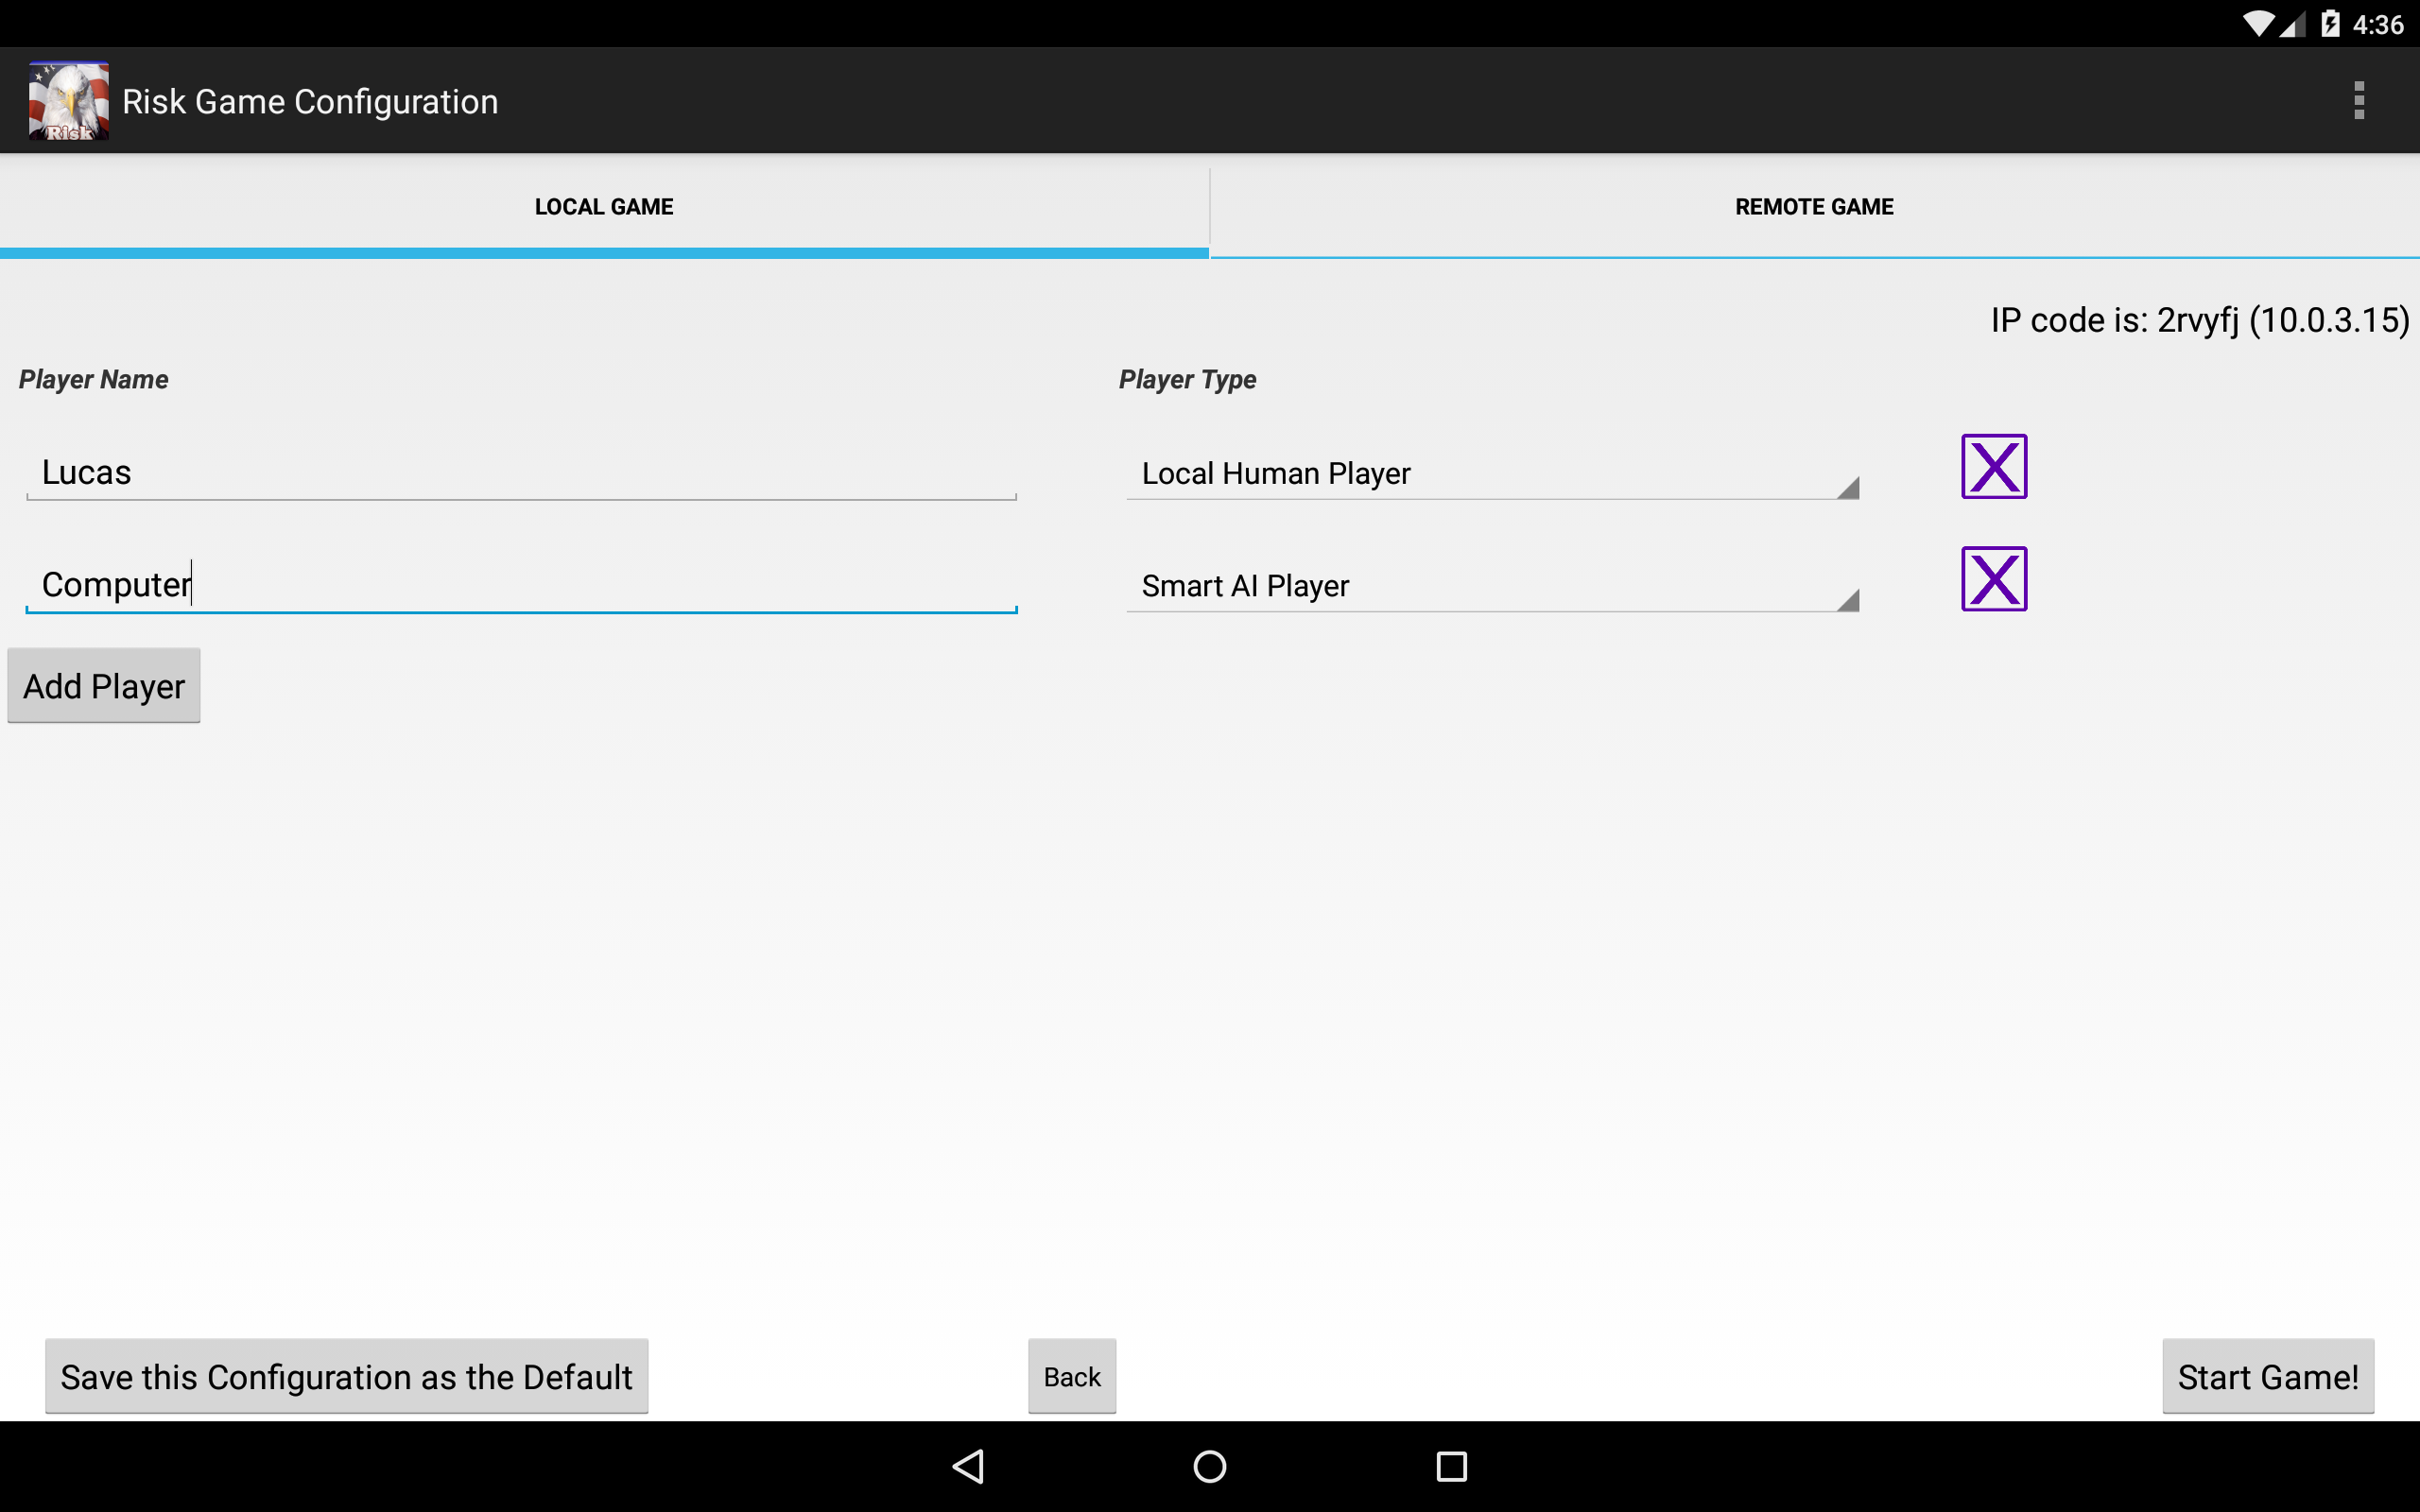 4:36
Risk
Risk Game Configuration
LOCAL GAME
REMOTE GAME
IP code is: 2rvyfj (10.0.3.15)
Player Name
Player Type
Lucas
Local Human Player
X
Computer
Smart AI Player
X
Add Player
Save this Configuration as the Default
Back
Start Game!